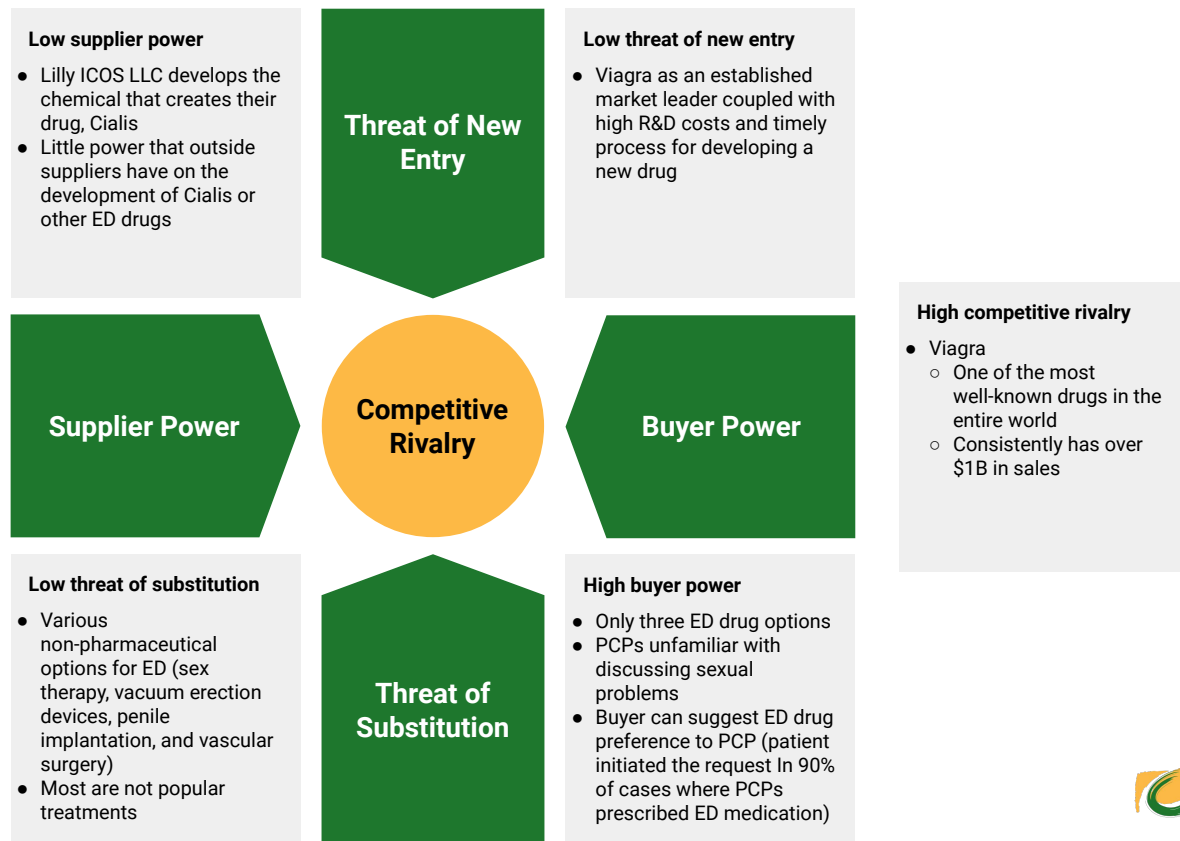 Low supplier power
● Lilly ICOS LLC develops the
chemical that creates their
drug, Cialis
● Little power that outside
suppliers have on the
development of Cialis or
other ED drugs
Threat of New
Entry
Low threat of new entry
● Viagra as an established
market leader coupled with
high R&D costs and timely
process for developing a
new drug
Supplier Power
Competitive
Rivalry
Buyer Power
High competitive rivalry
● Viagra
○ One of the most
well-known drugs in the
entire world
○ Consistently has over
$1B in sales
Low threat of substitution
● Various
non-pharmaceutical
options for ED (sex
therapy, vacuum erection
devices, penile
implantation, and vascular
surgery)
● Most are not popular
treatments
Threat of
Substitution
High buyer power
● Only three ED drug options
● PCPs unfamiliar with
discussing sexual
problems
● Buyer can suggest ED drug
preference to PCP (patient
initiated the request In 90%
of cases where PCPs
prescribed ED medication)